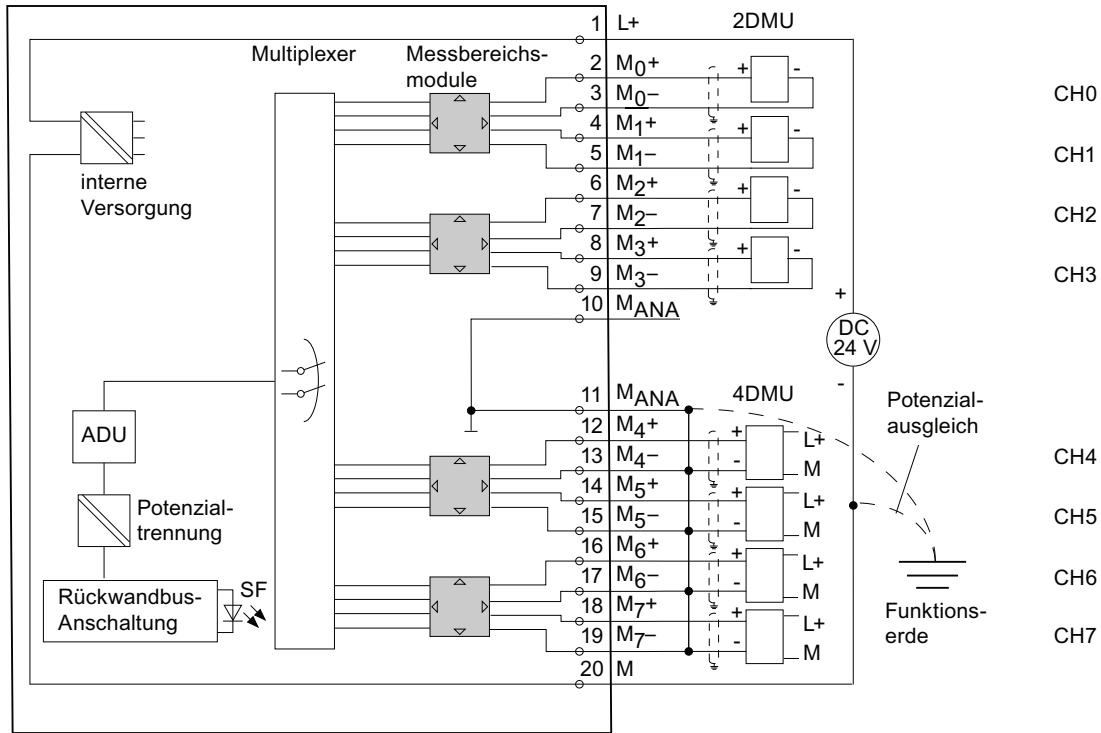 1 L+ 2DMU
Multiplexer
Messbereichs-
module
2 M0+ + -
3 M0– CH0
4 M1+ + -
5 M1– CH1
interne
Versorgung
6 M2+ + -
7 M2– CH2
8 M3+ + -
9 M3– CH3
10 MANA
+
DC
24 V
-
11 MANA 4DMU
Potenzial-
ausgleich
ADU
12 M4+ + L+
13 M4– - M CH4
14 M5+ + L+
15 M5– - M CH5
Potenzial-
trennung
16 M6+ + L+
17 M6– - M CH6
18 M7+ + L+
19 M7– - M CH7
Rückwandbus-
Anschaltung
SF
Funktions-
erde
20 M